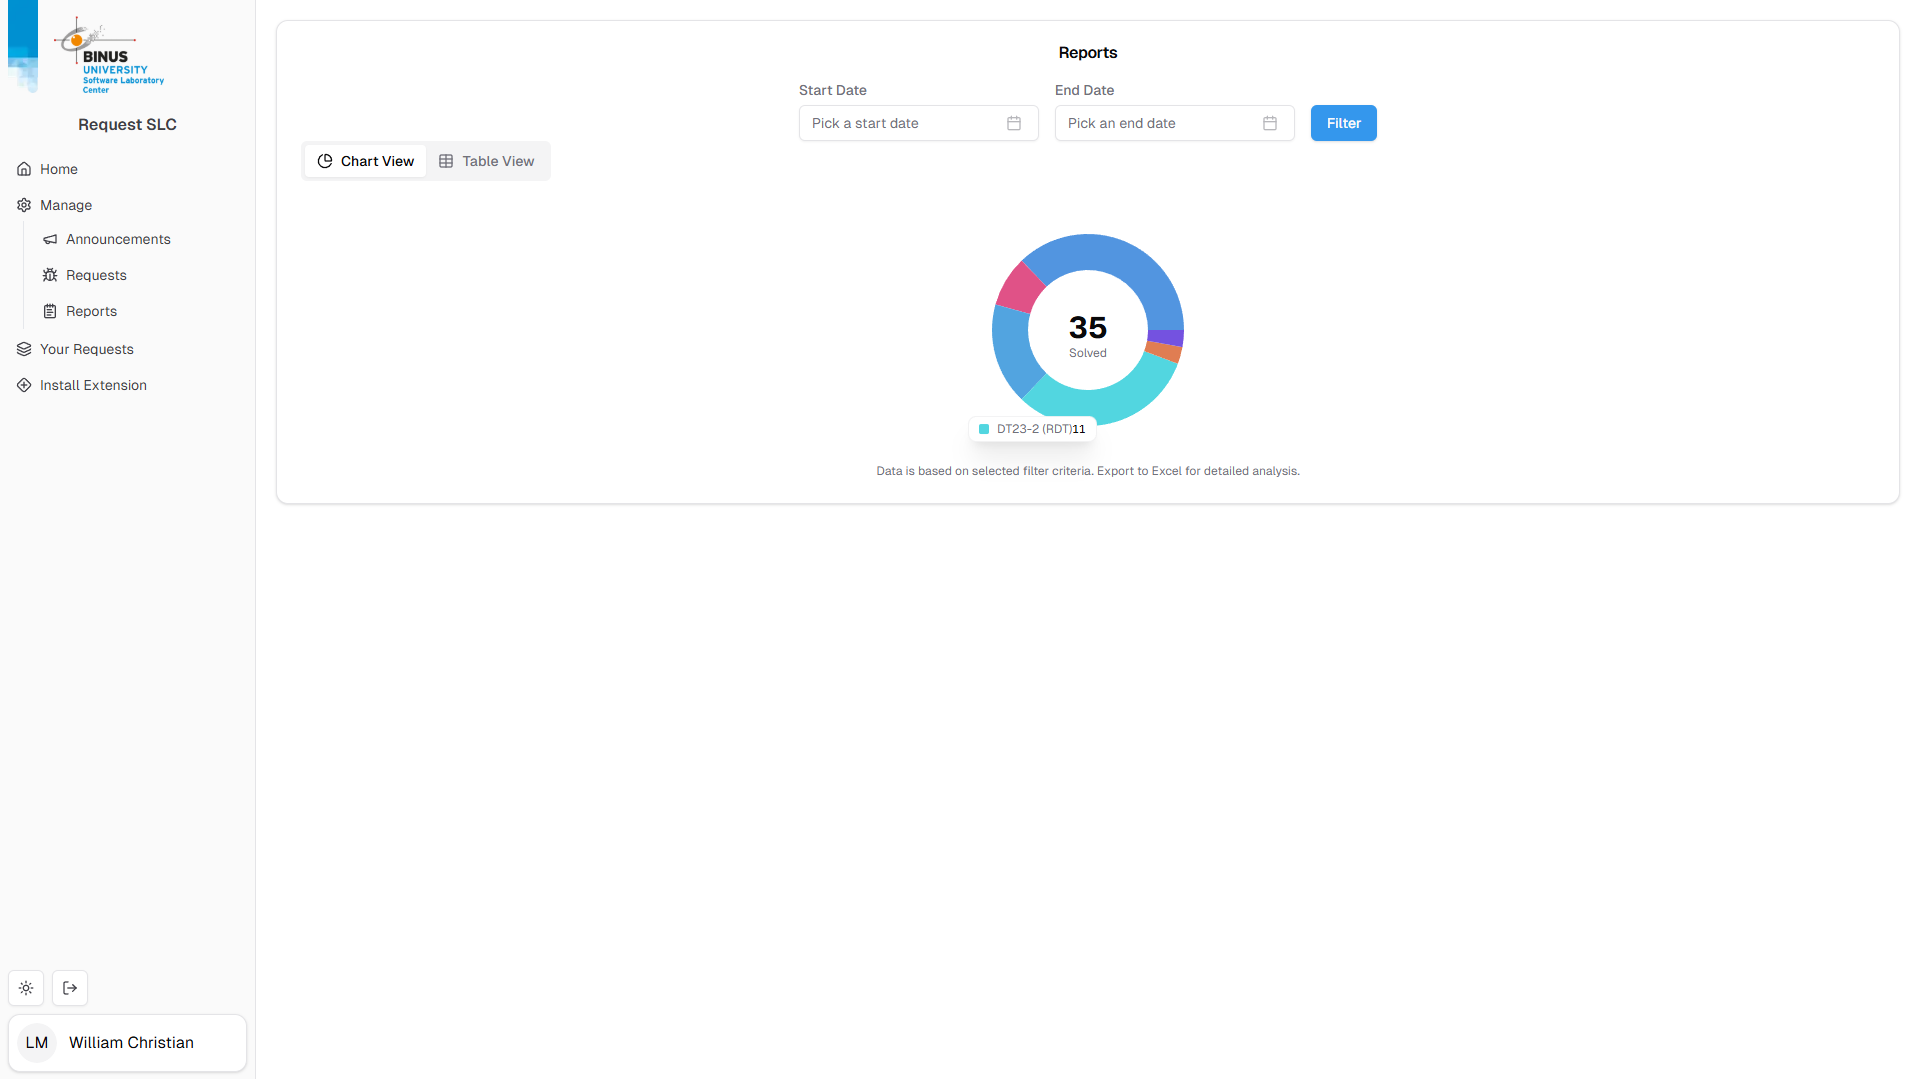 BINUS
UNIVERSITY
Software Laboratory
Center
Request SLC
Home
Manage
Announcements
Requests
Reports
Your Requests
Install Extension
LM William Christian
Reports
Start Date End Date
Pick a start date Pick an end date Filter
Chart View Table View
35
Solved
DT23-2 (RDT)11
Data is based on selected filter criteria. Export to Excel for detailed analysis.